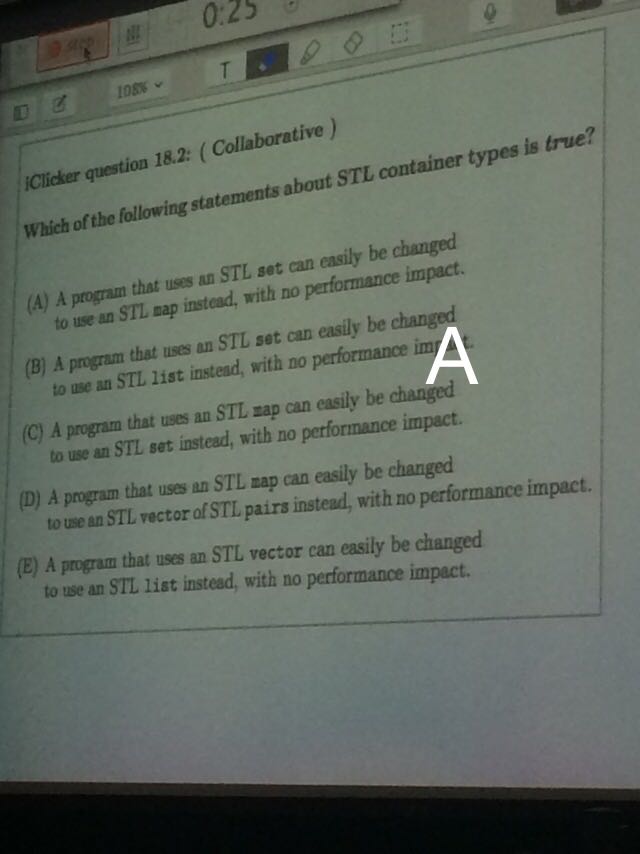 0:25
Stop
108%
T
iClicker question 18.2: ( Collaborative )
Which of the following statements about STL container types is true?
(A) A program that uses an STL set can easily be changed
to use an STL map instead, with no performance impact.
(B) A program that uses an STL set can easily be changed
to use an STL list instead, with no performance impact.
A
(C) A program that uses an STL map can easily be changed
to use an STL set instead, with no performance impact.
(D) A program that uses an STL map can easily be changed
to use an STL vector of STL pairs instead, with no performance impact.
(E) A program that uses an STL vector can easily be changed
to use an STL list instead, with no performance impact.